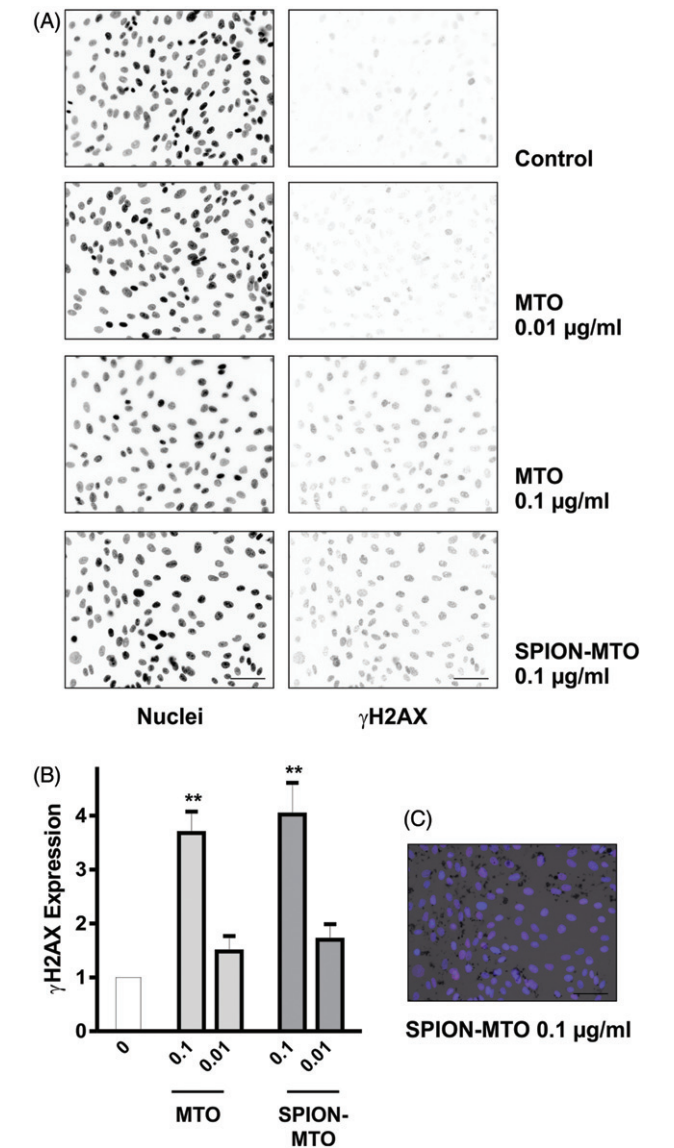 (A)
Control
MTO
0.01 µg/ml
MTO
0.1 µg/ml
SPION-MTO
0.1 µg/ml
Nuclei
γH2AX
(B)
**
**
γH2AX Expression
4
3
2
1
0
0
0.1
0.01
0.1
0.01
MTO
SPION-
MTO
(C)
SPION-MTO 0.1 µg/ml